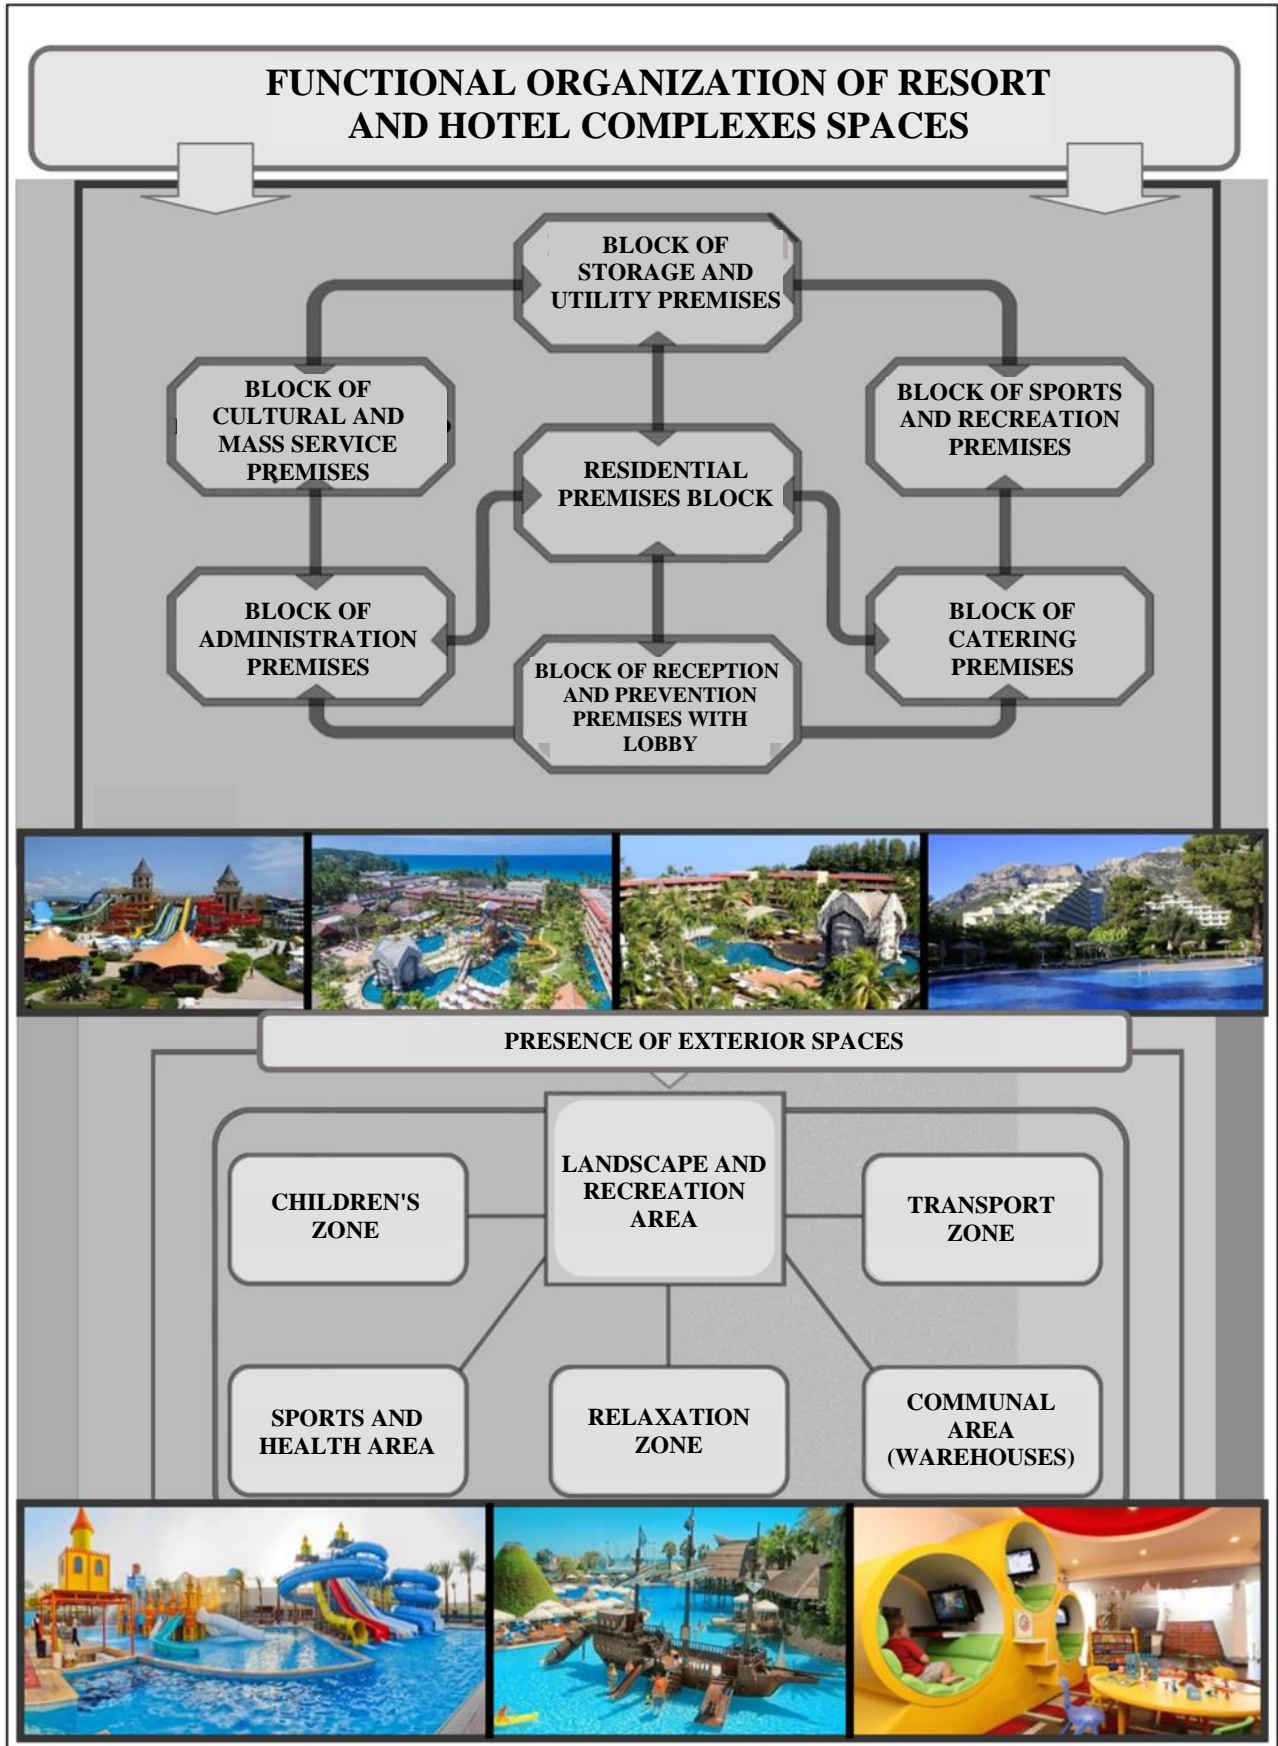 FUNCTIONAL ORGANIZATION OF RESORT
AND HOTEL COMPLEXES SPACES
BLOCK OF
STORAGE AND
UTILITY PREMISES
BLOCK OF
CULTURAL AND
MASS SERVICE
PREMISES
BLOCK OF SPORTS
AND RECREATION
PREMISES
RESIDENTIAL
PREMISES BLOCK
BLOCK OF
ADMINISTRATION
PREMISES
BLOCK OF RECEPTION
AND PREVENTION
PREMISES WITH
LOBBY
BLOCK OF
CATERING
PREMISES
PRESENCE OF EXTERIOR SPACES
LANDSCAPE AND
RECREATION
AREA
CHILDREN'S
ZONE
TRANSPORT
ZONE
SPORTS AND
HEALTH AREA
RELAXATION
ZONE
COMMUNAL
AREA
(WAREHOUSES)